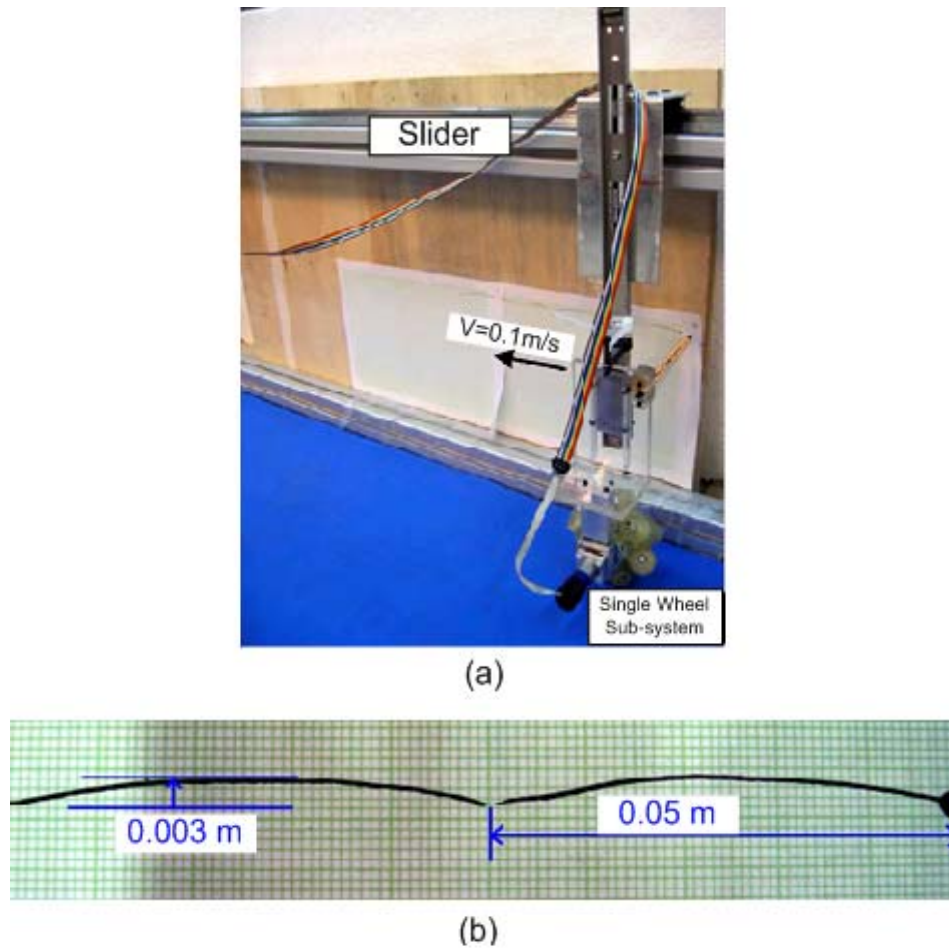 Slider
V=0.1m/s
Single Wheel
Sub-system
(a)
0.003 m
0.05 m
(b)